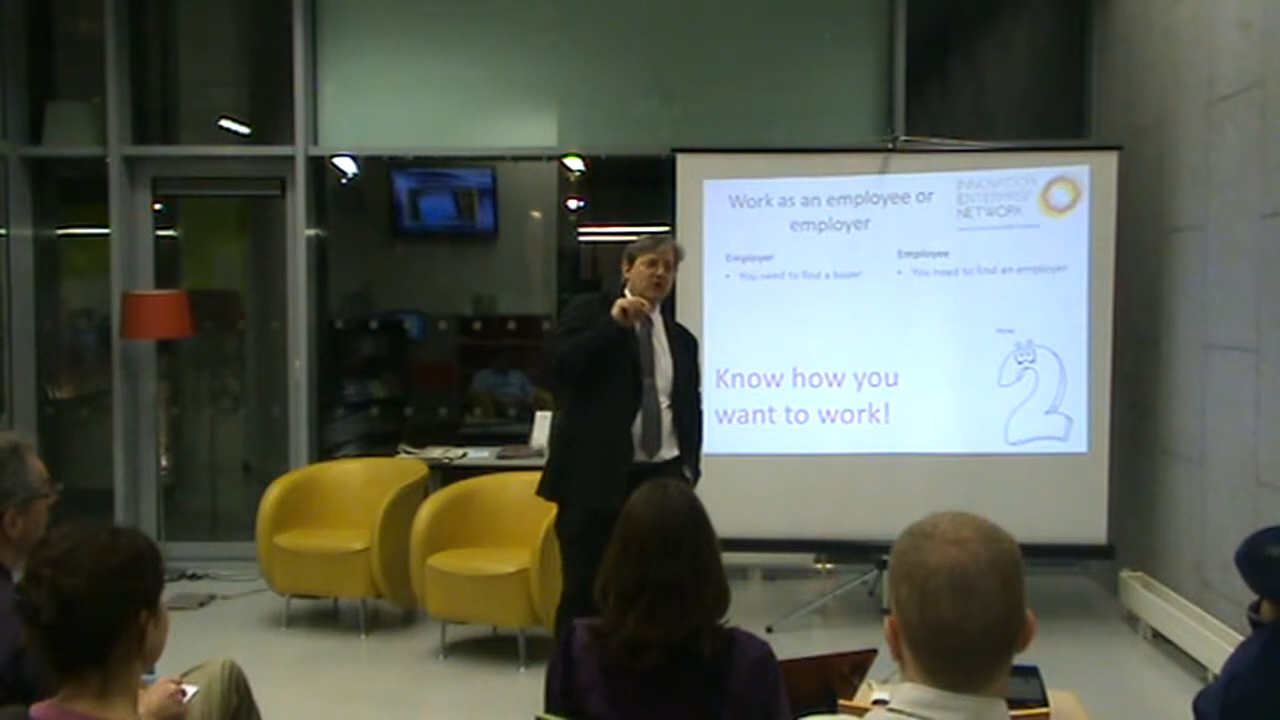 Work as an employee or
employer
INNOVATION
ENTERPRISE
NETWORK
Employer
• You need to find a buyer
Employee
• You need to find an employer
Know how you
want to work!